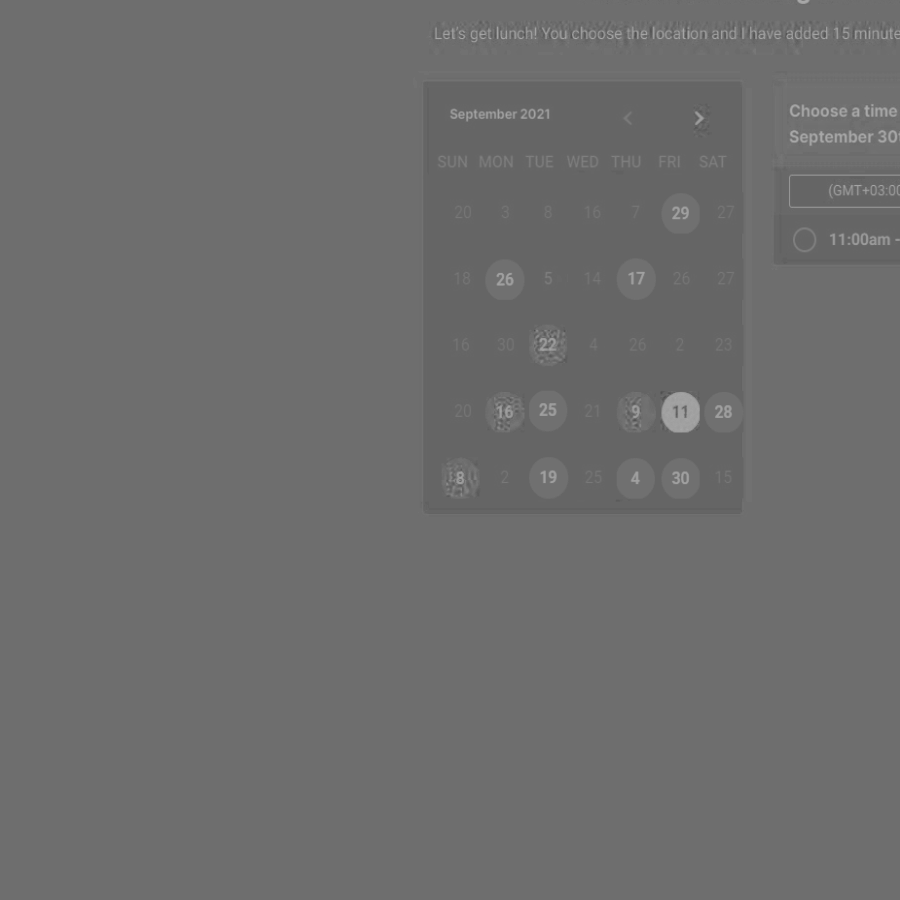 Let's get lunch! You choose the location and I have added 15 minute
September 2021
Choose a time
September 30
SUN MON TUE WED THU FRI SAT
(GMT+03:00
20 3 8 16 7 29 27
11:00am -
18 26 5 14 17 26 27
16 30 22 4 26 2 23
20 16 25 21 9 11 28
8 2 19 25 4 30 15